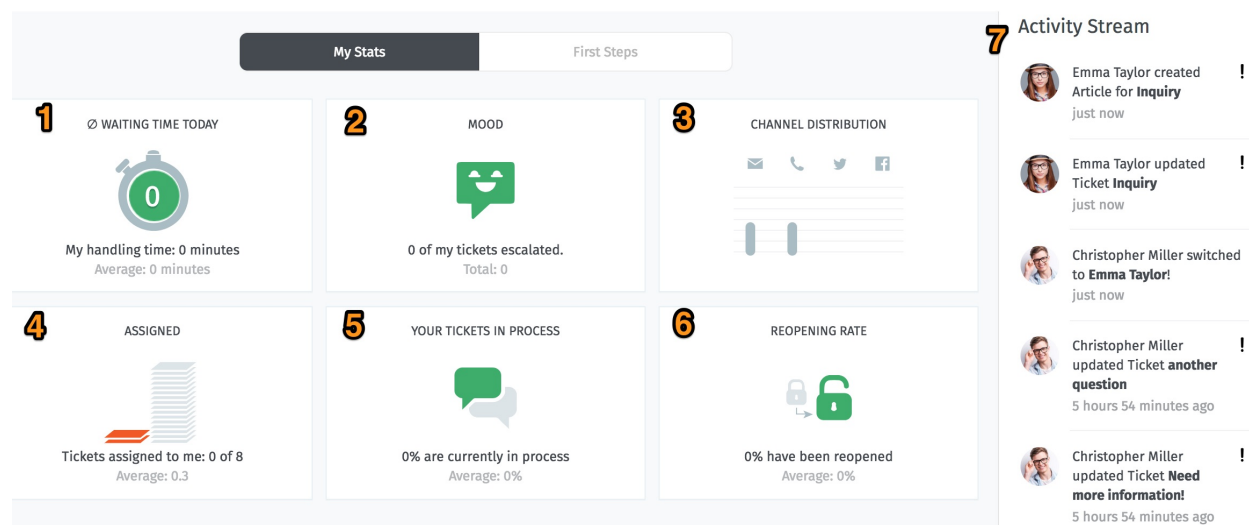 My Stats
First Steps
1
Ø WAITING TIME TODAY
0
My handling time: 0 minutes
Average: 0 minutes
2
MOOD
0 of my tickets escalated.
Total: 0
3
CHANNEL DISTRIBUTION
4
ASSIGNED
Tickets assigned to me: 0 of 8
Average: 0.3
5
YOUR TICKETS IN PROCESS
0% are currently in process
Average: 0%
6
REOPENING RATE
0% have been reopened
Average: 0%
7
Activity Stream
Emma Taylor created
Article for Inquiry
just now
!
Emma Taylor updated
Ticket Inquiry
just now
!
Christopher Miller switched
to Emma Taylor!
just now
Christopher Miller
updated Ticket another
question
5 hours 54 minutes ago
!
Christopher Miller
updated Ticket Need
more information!
5 hours 54 minutes ago
!